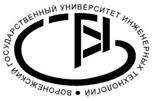 ВОРОНЕЖСКИЙ ГОСУДАРСТВЕННЫЙ УНИВЕРСИТЕТ ИНЖЕНЕРНЫХ ТЕХНОЛОГИЙ